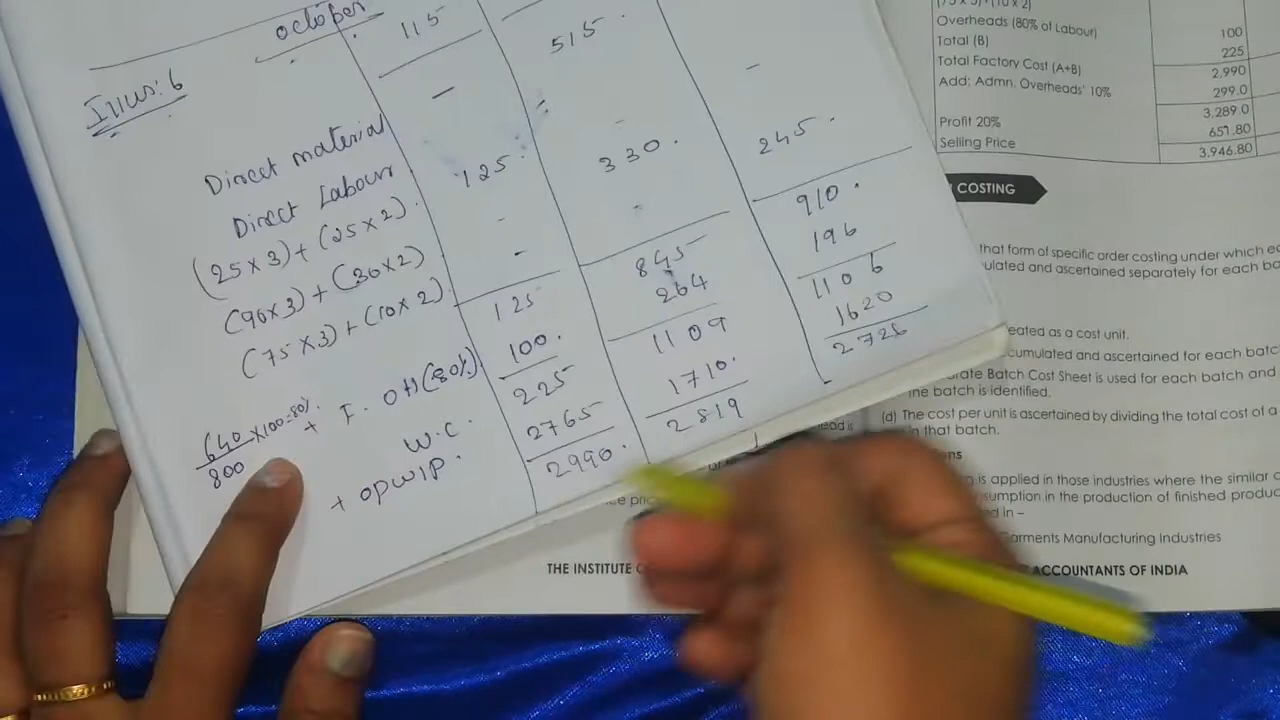 october 115 515
Illus: 6
Direct material — - -
Direct Labour
(25 x 3) + (25 x 2) 125 330 245
(90 x 3) + (30 x 2) - -
(75 x 3) + (10 x 2) -
125 845 910
+ F. OH (80%) 100 264 196
640/800 x 100 = 80%
W.C. 225 1109 1106
+ OPWIP 2765 1710 1620
2990 2819 2726
Overheads (80% of Labour) 100
Total (B) 225
Total Factory Cost (A+B) 2,990
Add; Admn. Overheads' 10% 299.0
3,289.0
Profit 20% 657.80
Selling Price 3,946.80
COSTING
that form of specific order costing under which
ulated and ascertained separately for each
eated as a cost unit.
cumulated and ascertained for each batc
rate Batch Cost Sheet is used for each batch and
the batch is identified.
(d) The cost per unit is ascertained by dividing the total cost of a
in that batch.
is applied in those industries where the similar
sumption in the production of finished produc
ed in –
Garments Manufacturing Industries
THE INSTITUTE ACCOUNTANTS OF INDIA